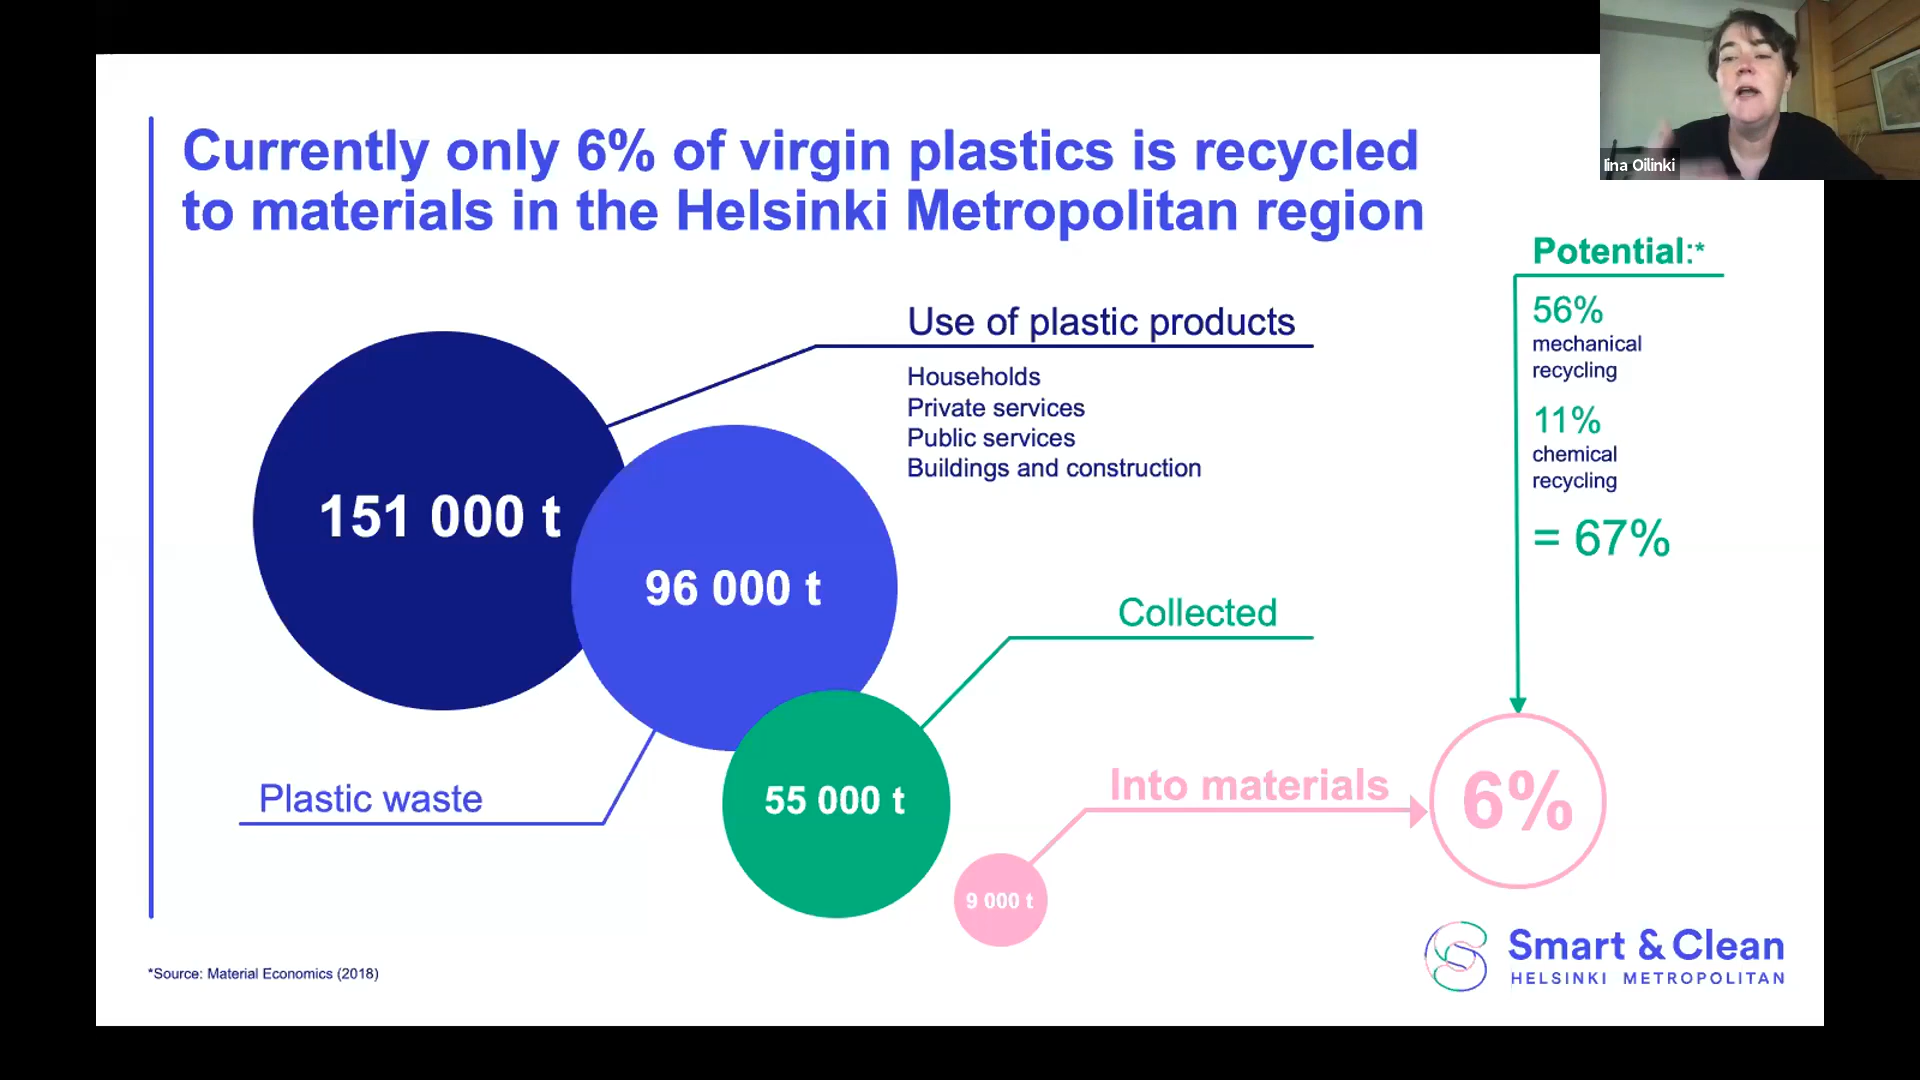 Currently only 6% of virgin plastics is recycled
to materials in the Helsinki Metropolitan region
Iina Oilinki
Potential:*
56%
mechanical
recycling
11%
chemical
recycling
= 67%
Use of plastic products
Households
Private services
Public services
Buildings and construction
151 000 t
96 000 t
Collected
Plastic waste
55 000 t
Into materials
6%
9 000 t
*Source: Material Economics (2018)
Smart & Clean
HELSINKI METROPOLITAN